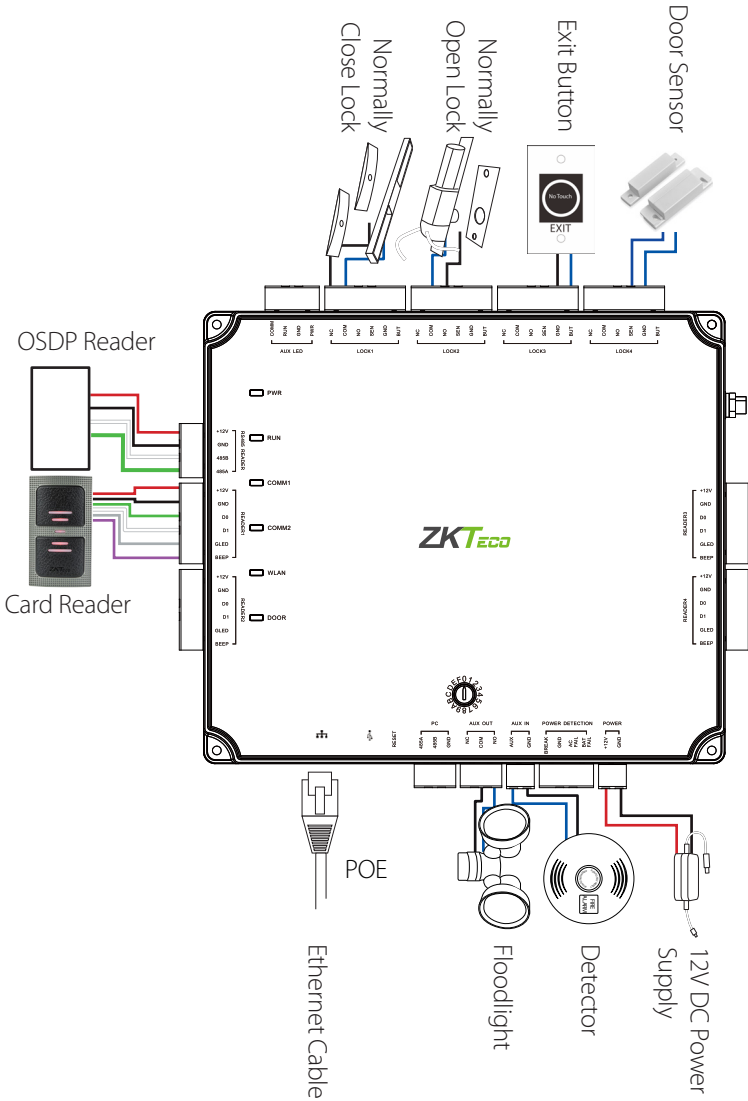 Normally
Close Lock
Normally
Open Lock
Exit Button
Door Sensor
No Touch
EXIT
COMM
RUN
GND
PWR
AUX LED
NC
COM
NO
SEN
GND
BUT
LOCK1
NC
COM
NO
SEN
GND
BUT
LOCK2
NC
COM
NO
SEN
GND
BUT
LOCK3
NC
COM
NO
SEN
GND
BUT
LOCK4
OSDP Reader
+12V
GND
485B
485A
RS485 READER
+12V
GND
D0
D1
GLED
BEEP
READER1
+12V
GND
D0
D1
GLED
BEEP
READER2
ZKTeco
Card Reader
PWR
RUN
COMM1
COMM2
WLAN
DOOR
ZKTECO
+12V
GND
D0
D1
GLED
BEEP
READER3
+12V
GND
D0
D1
GLED
BEEP
READER4
0123456789ABCDEF
RESET
PC
485A
485B
GND
AUX OUT
NC
COM
NO
AUX IN
AUX
GND
POWER DETECTION
BREAK
GND
AC
FAIL
BAT
FAIL
POWER
+12V
GND
FIRE
ALARM
POE
Ethernet Cable
Floodlight
Detector
12V DC Power
Supply